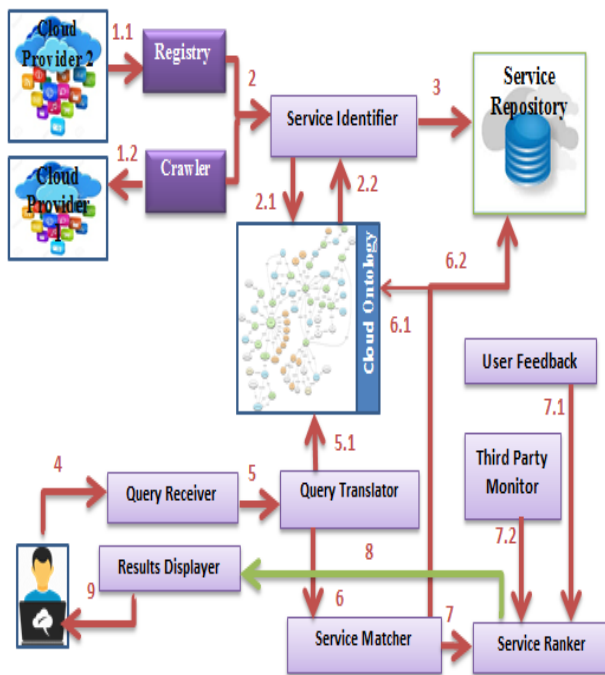 Cloud
Provider 2
1.1
Registry
2
3
Service
Repository
Service Identifier
Cloud
Provider
1
1.2
Crawler
2.1
2.2
Cloud Ontology
6.2
6.1
User Feedback
7.1
Third Party
Monitor
7.2
4
5
5.1
Query Receiver
Query Translator
8
Results Displayer
9
6
Service Matcher
7
Service Ranker